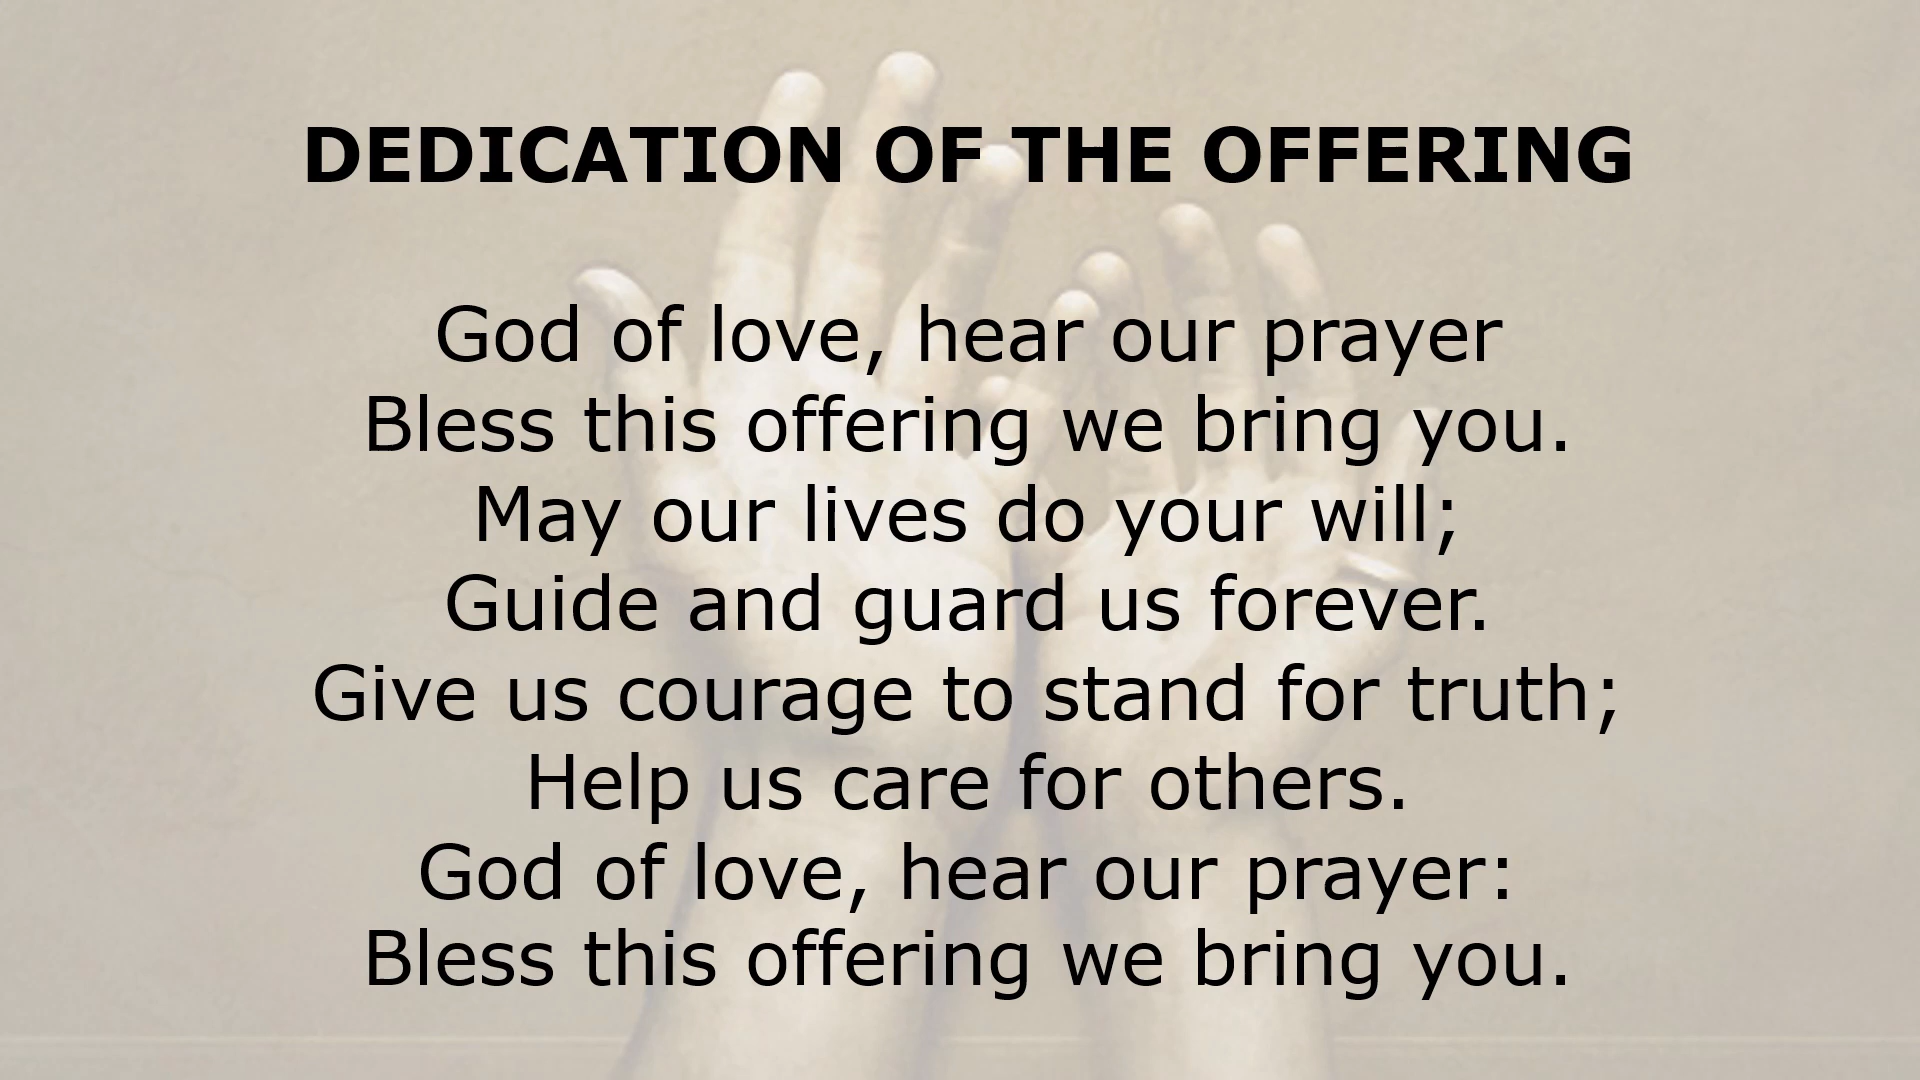 DEDICATION OF THE OFFERING
God of love, hear our prayer
Bless this offering we bring you.
May our lives do your will;
Guide and guard us forever.
Give us courage to stand for truth;
Help us care for others.
God of love, hear our prayer:
Bless this offering we bring you.